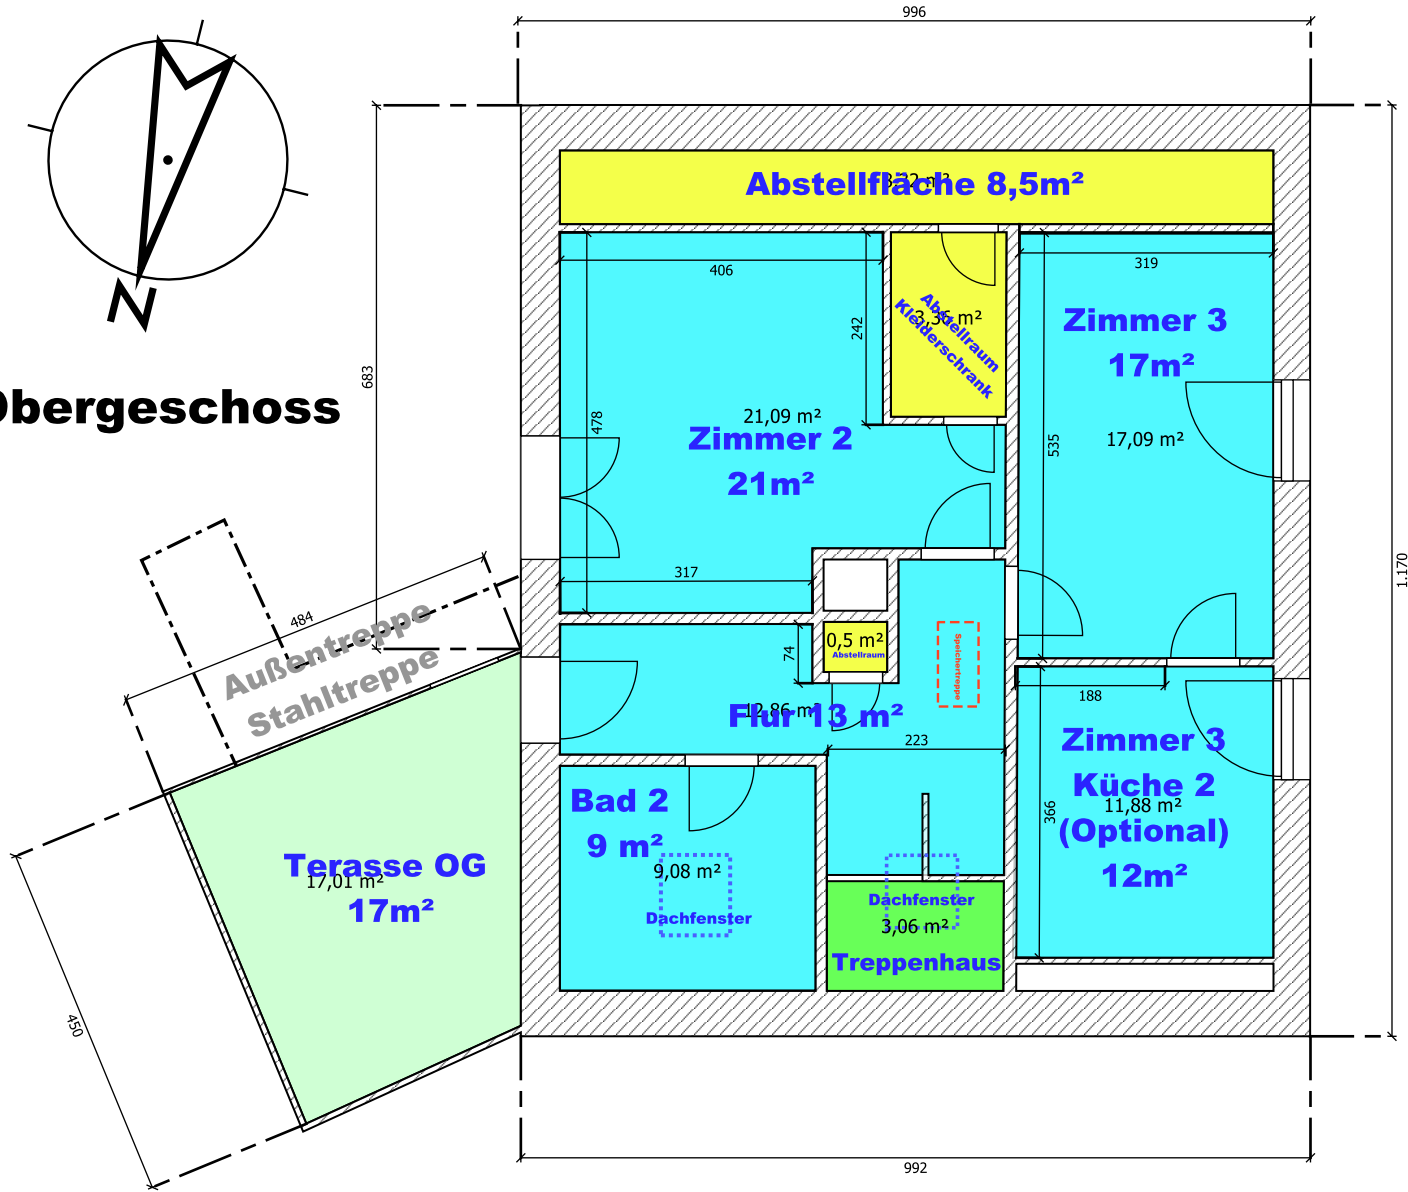 996
Abstellfläche 8,5m²
406
319
242
3,36 m²
Abstellraum
Kleiderschrank
Zimmer 3
17m²
17,09 m²
N
683
Obergeschoss
478
21,09 m²
Zimmer 2
21m²
535
1.170
317
484
Außentreppe
Stahltreppe
74
0,5 m²
Abstellraum
Speichertreppe
188
12,86 m²
Flur 13 m²
223
Zimmer 3
Küche 2
11,88 m²
(Optional)
12m²
366
Bad 2
9 m²
9,08 m²
Dachfenster
Dachfenster
3,06 m²
Treppenhaus
Terasse OG
17,01 m²
17m²
450
992